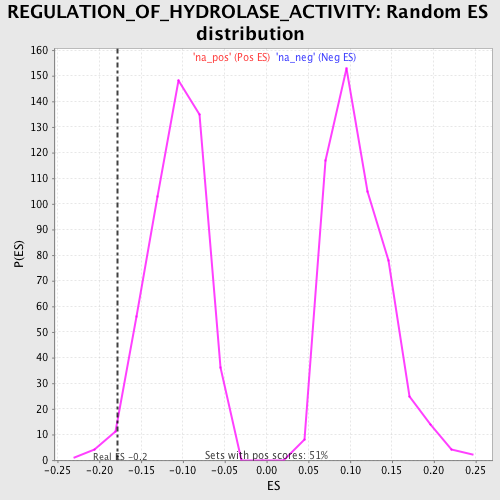 REGULATION_OF_HYDROLASE_ACTIVITY: Random ES
distribution
'na_pos' (Pos ES) 'na_neg' (Neg ES)
160
150
140
130
120
110
100
90
80
70
60
50
40
30
20
10
0
P(ES)
Real ES -0.2
Sets with pos scores: 51%
-0.25 -0.20 -0.15 -0.10 -0.05 0.00 0.05 0.10 0.15 0.20 0.25
ES